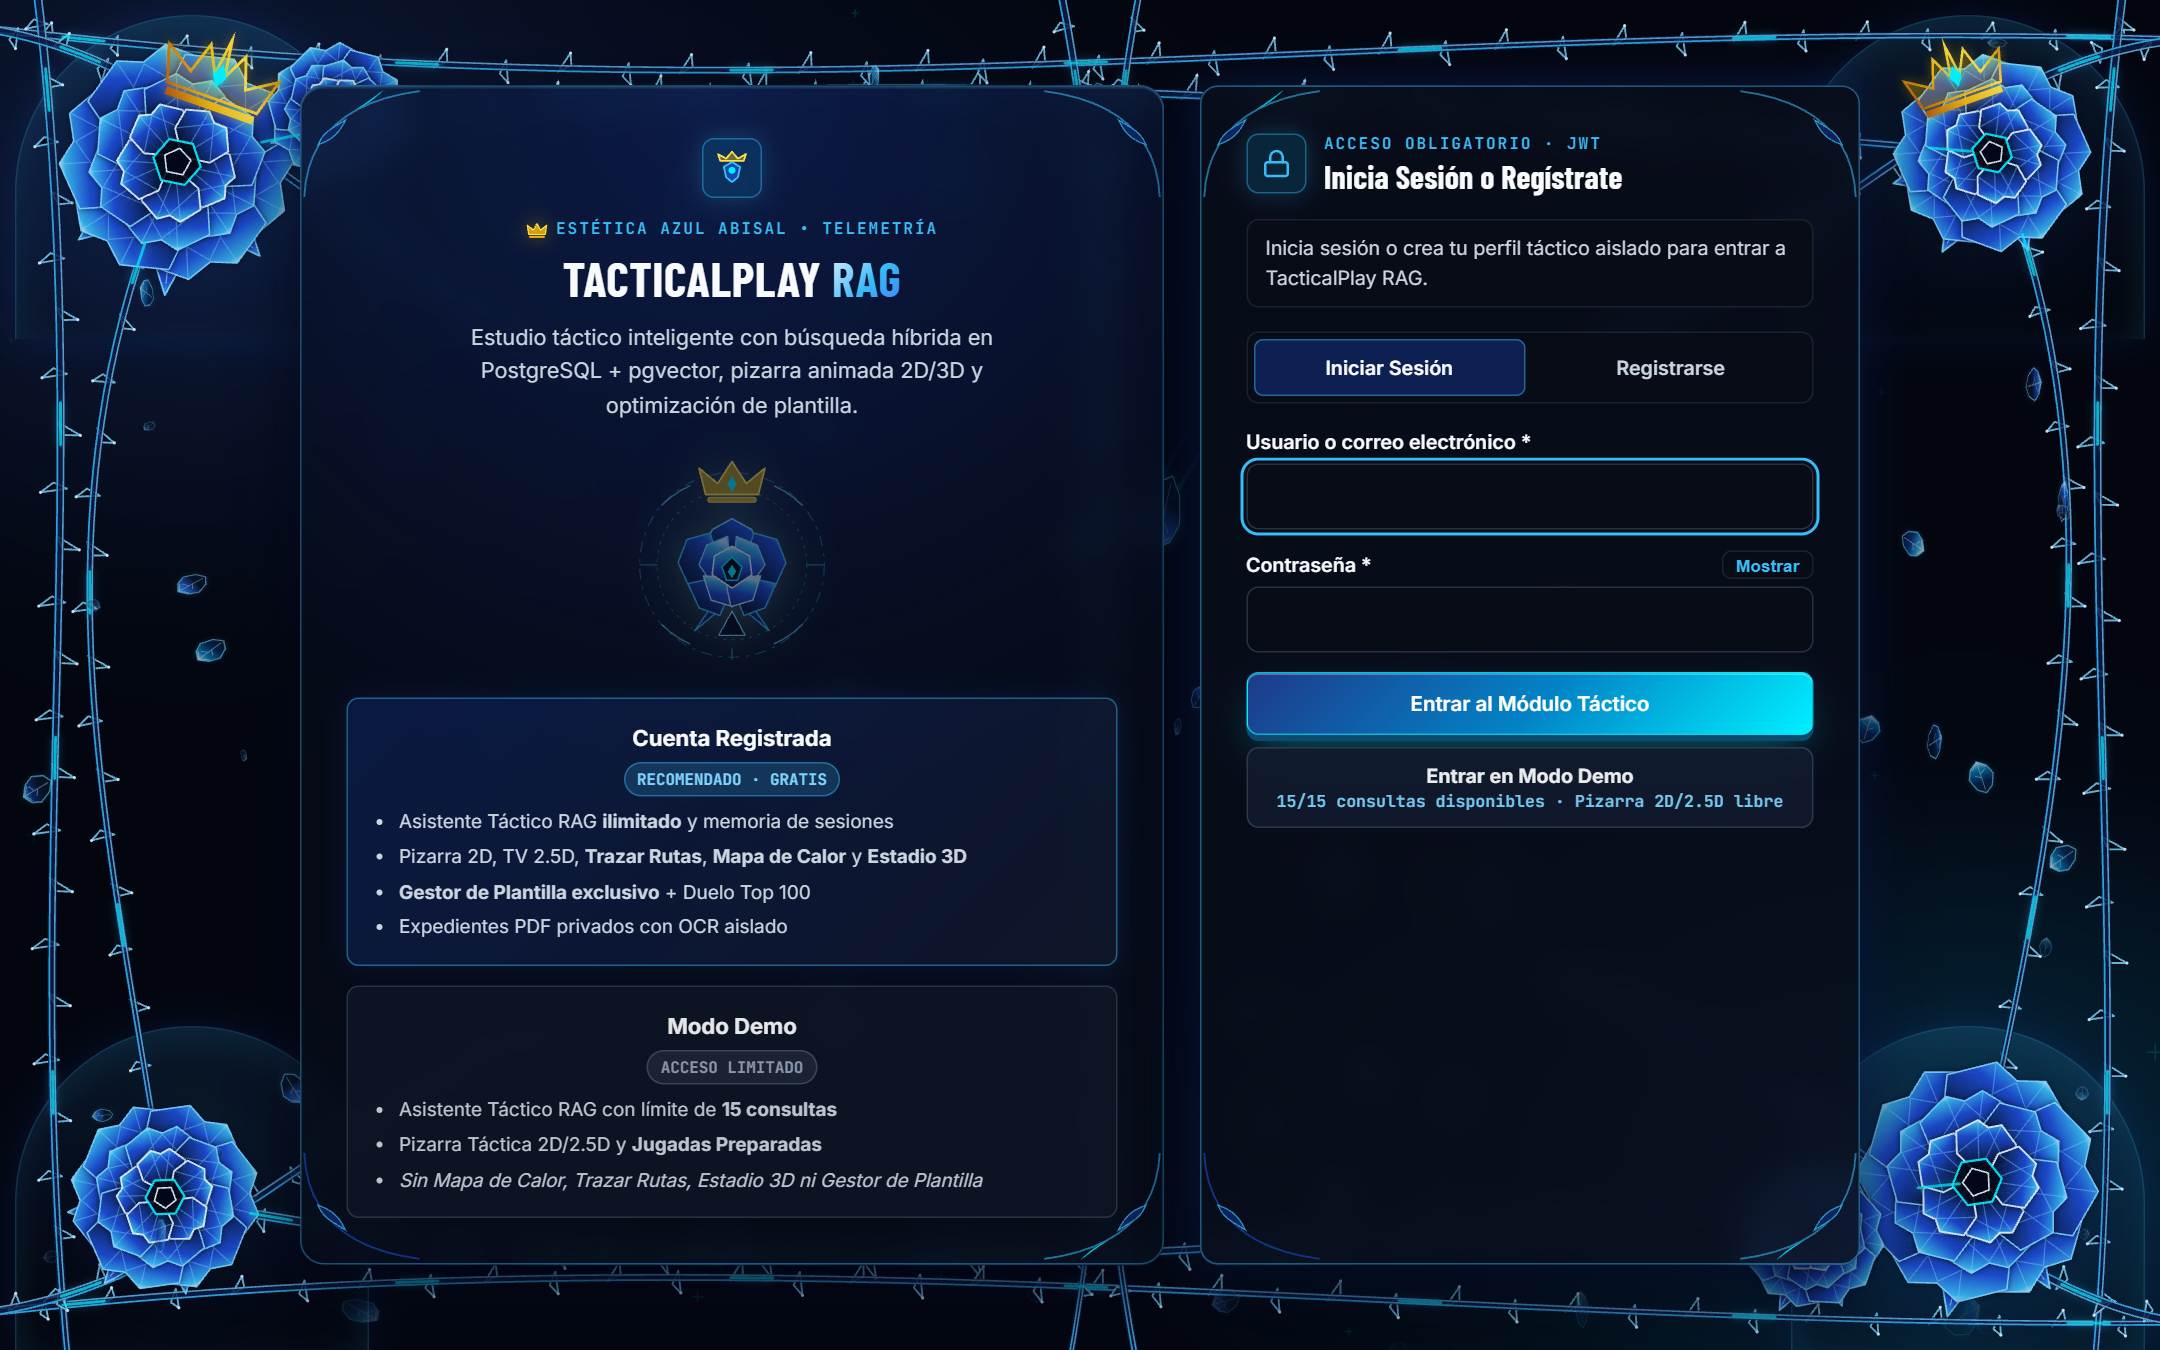 ESTÉTICA AZUL ABISAL • TELEMETRÍA
TACTICALPLAY RAG
Estudio táctico inteligente con búsqueda híbrida en
PostgreSQL + pgvector, pizarra animada 2D/3D y
optimización de plantilla.
Cuenta Registrada
RECOMENDADO · GRATIS
• Asistente Táctico RAG ilimitado y memoria de sesiones
• Pizarra 2D, TV 2.5D, Trazar Rutas, Mapa de Calor y Estadio 3D
• Gestor de Plantilla exclusivo + Duelo Top 100
• Expedientes PDF privados con OCR aislado
Modo Demo
ACCESO LIMITADO
• Asistente Táctico RAG con límite de 15 consultas
• Pizarra Táctica 2D/2.5D y Jugadas Preparadas
• Sin Mapa de Calor, Trazar Rutas, Estadio 3D ni Gestor de Plantilla
ACCESO OBLIGATORIO · JWT
Inicia Sesión o Regístrate
Inicia sesión o crea tu perfil táctico aislado para entrar a
TacticalPlay RAG.
Iniciar Sesión
Registrarse
Usuario o correo electrónico *
Contraseña *
Mostrar
Entrar al Módulo Táctico
Entrar en Modo Demo
15/15 consultas disponibles · Pizarra 2D/2.5D libre